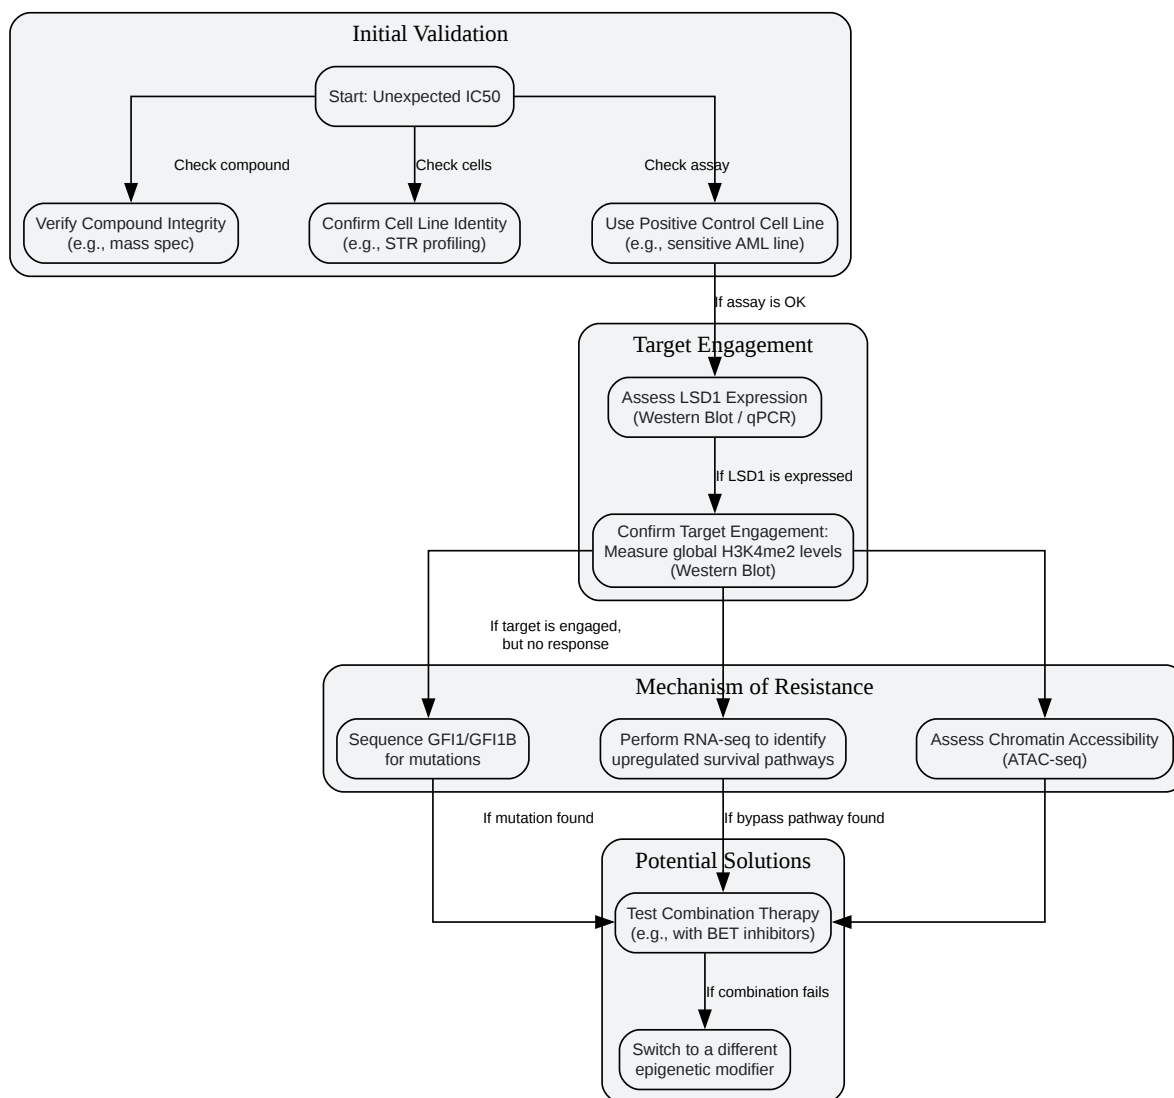 Initial Validation
Start: Unexpected IC50
Check compound
Check cells
Check assay
Verify Compound Integrity
(e.g., mass spec)
Confirm Cell Line Identity
(e.g., STR profiling)
Use Positive Control Cell Line
(e.g., sensitive AML line)
If assay is OK
Target Engagement
Assess LSD1 Expression
(Western Blot / qPCR)
If LSD1 is expressed
Confirm Target Engagement:
Measure global H3K4me2 levels
(Western Blot)
If target is engaged,
but no response
Mechanism of Resistance
Sequence GFI1/GFI1B
for mutations
Perform RNA-seq to identify
upregulated survival pathways
Assess Chromatin Accessibility
(ATAC-seq)
If mutation found
If bypass pathway found
Potential Solutions
Test Combination Therapy
(e.g., with BET inhibitors)
If combination fails
Switch to a different
epigenetic modifier